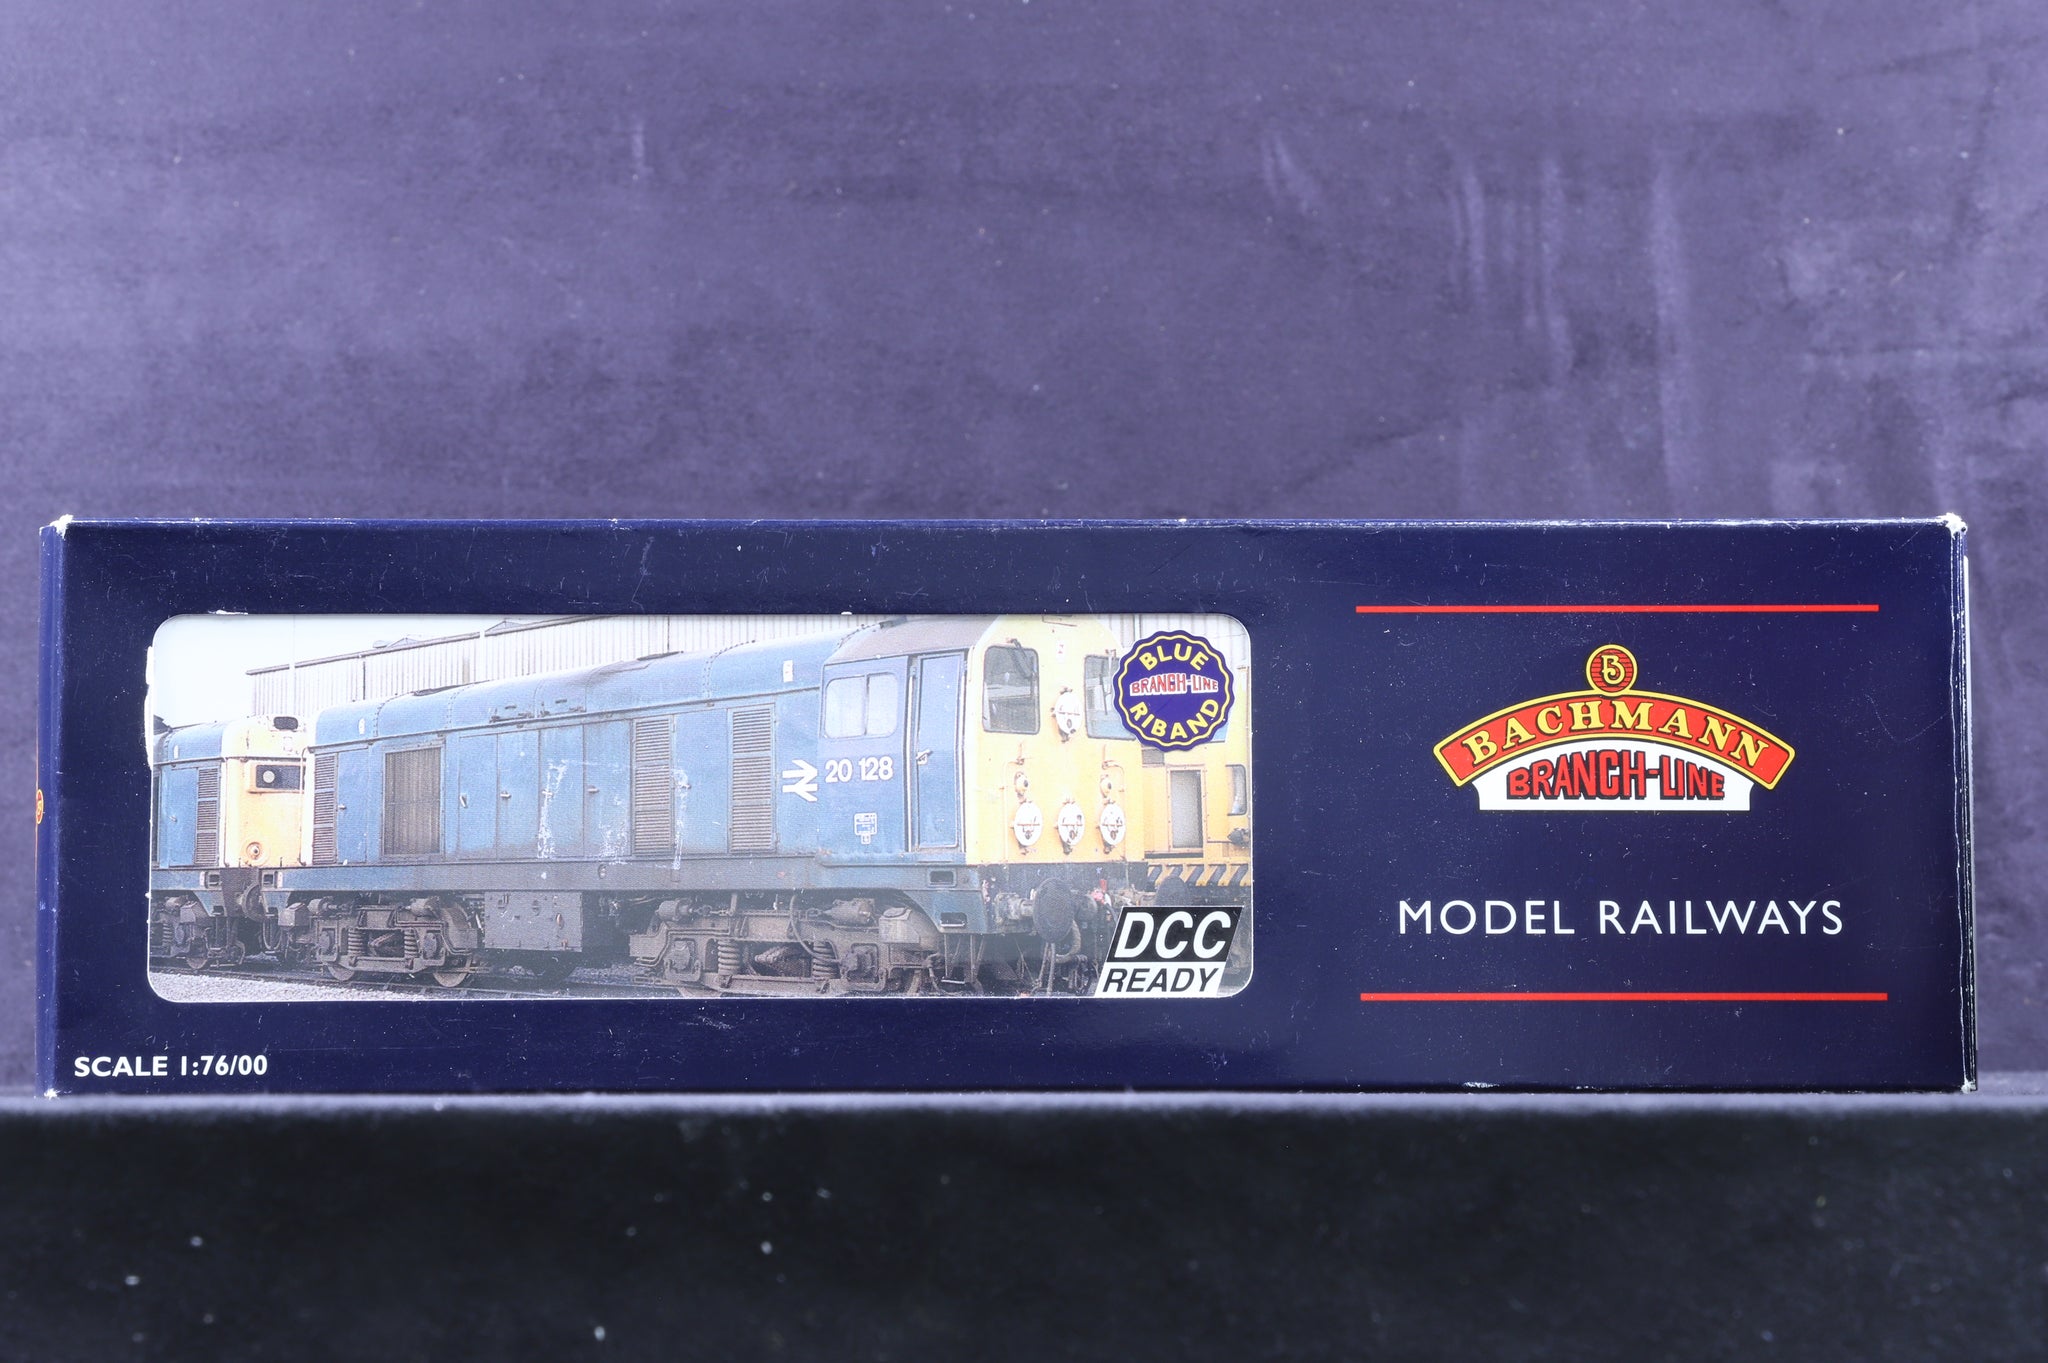 BLUE
BRANCH-LINE
RIBAND
20 128
DCC
READY
SCALE 1:76/00
B
BACHMANN
BRANCH-LINE
MODEL RAILWAYS